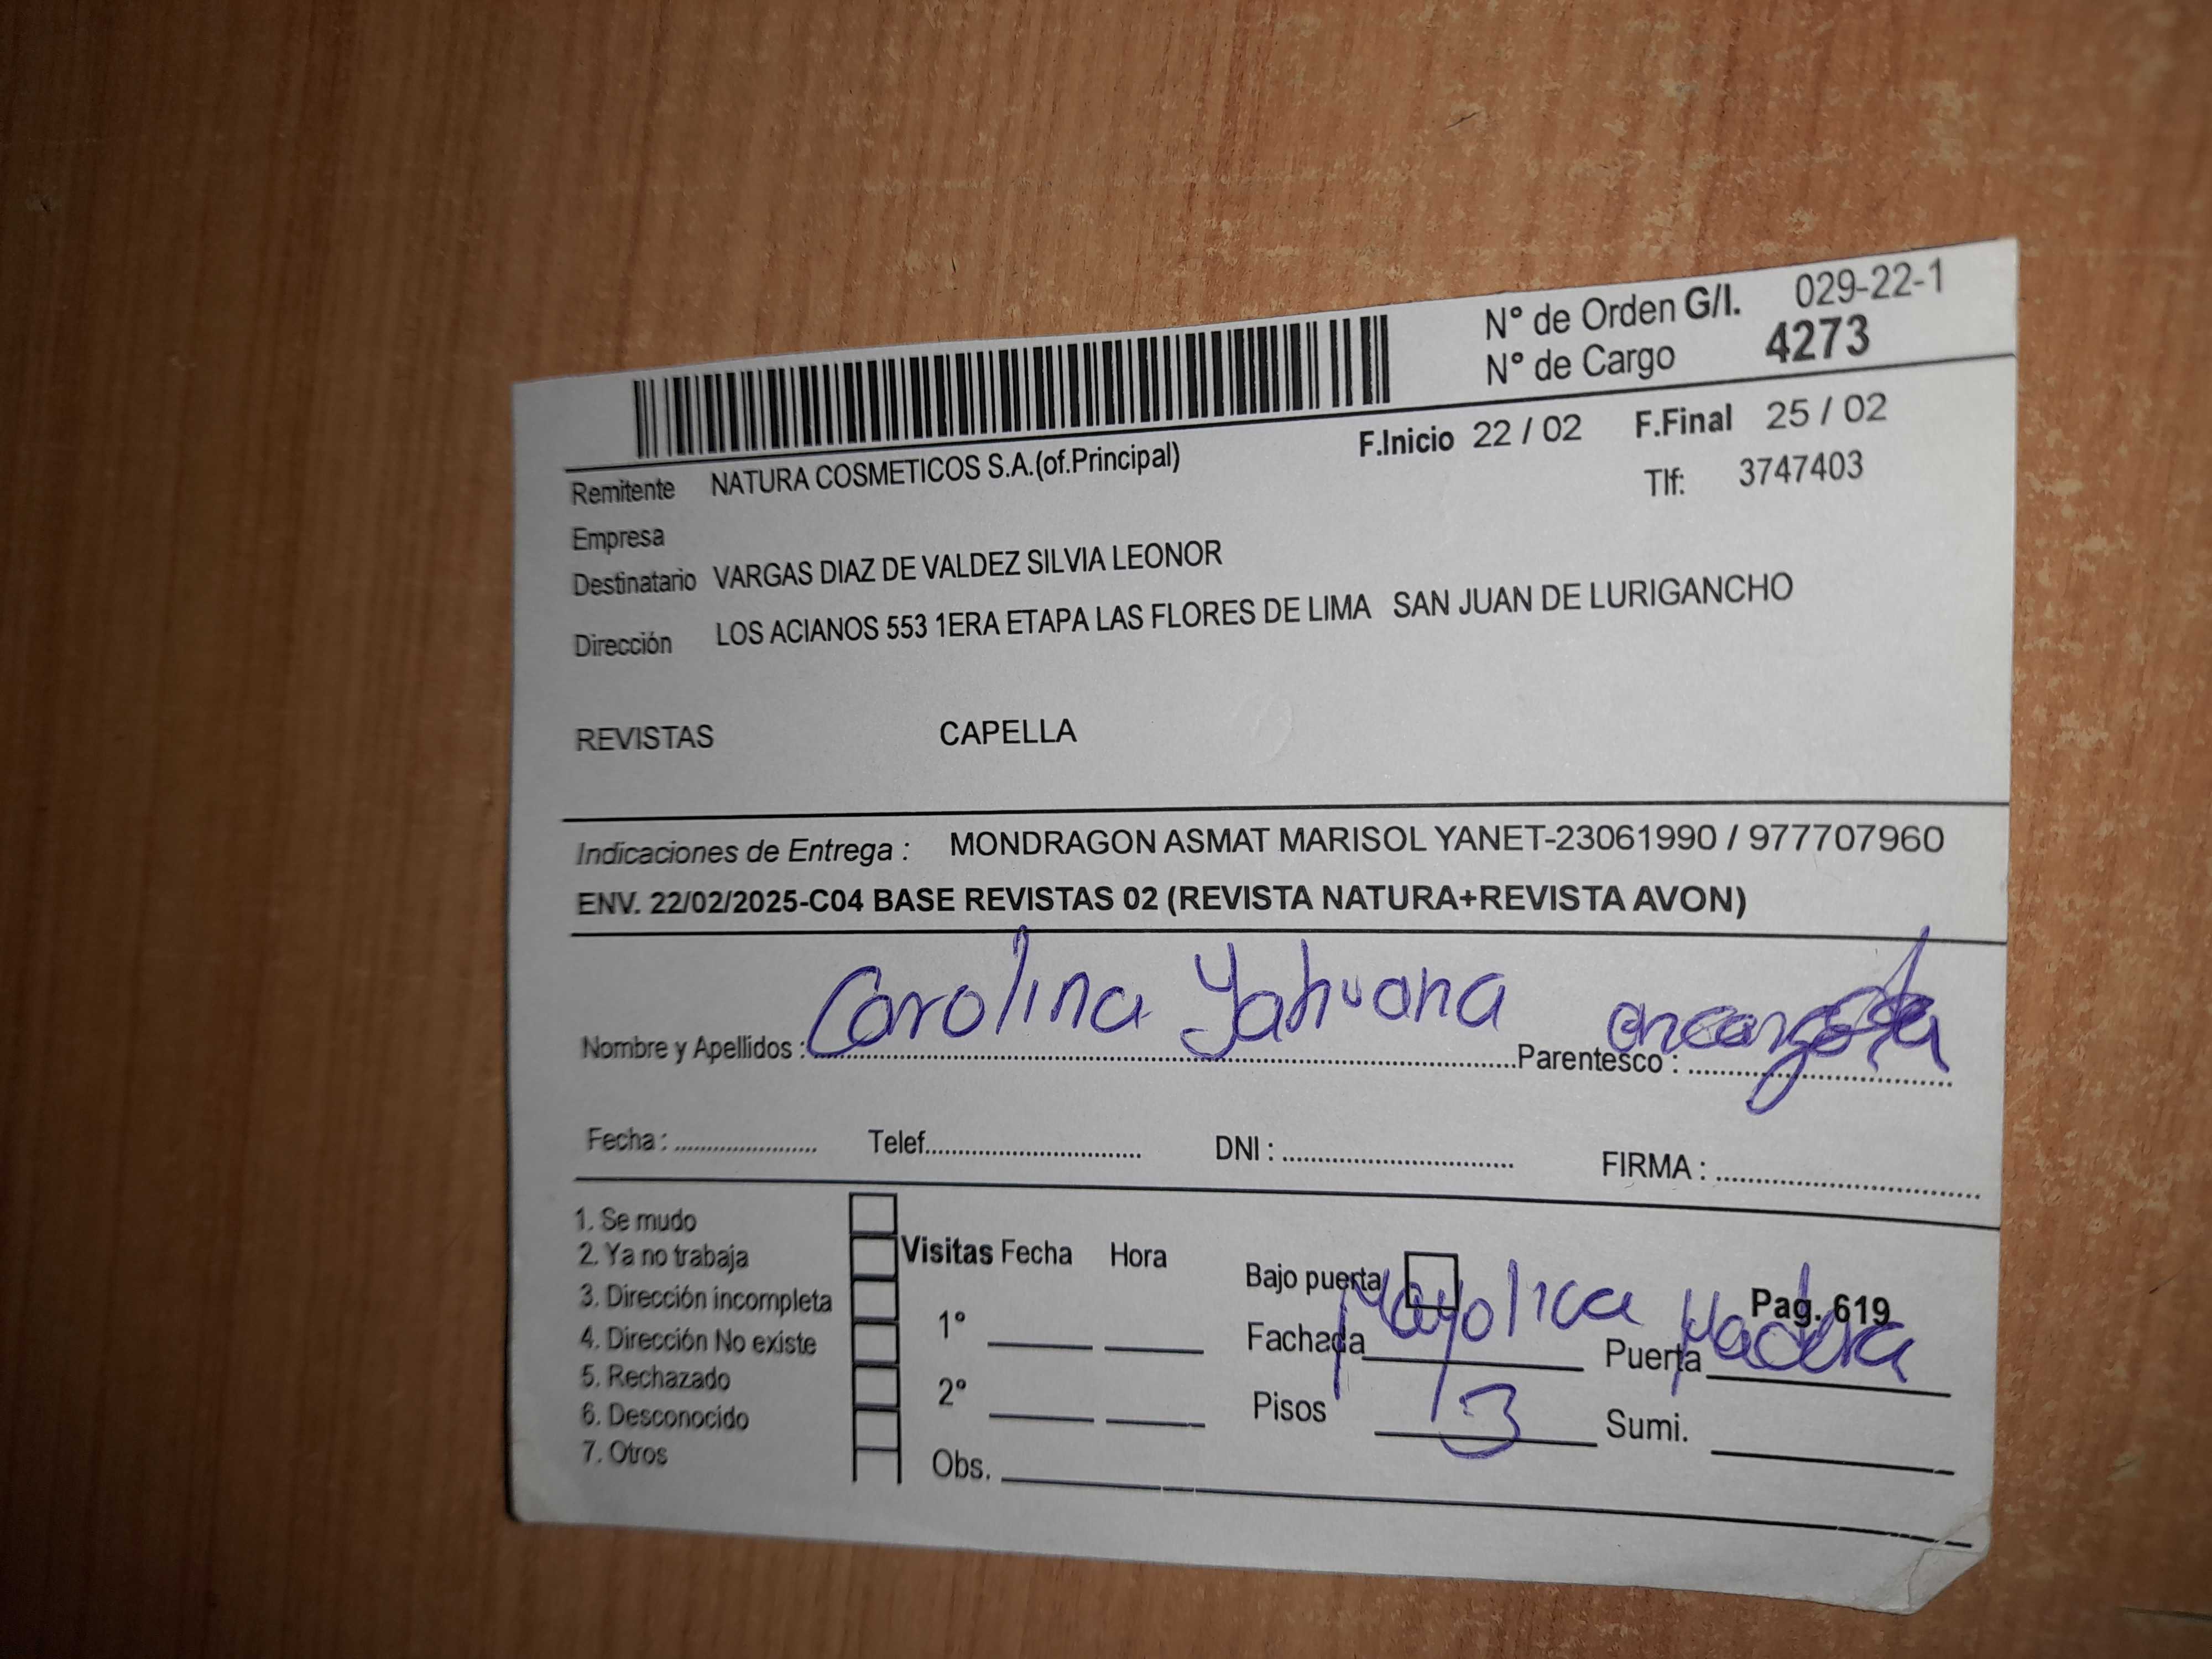 N° de Orden G/I. 029-22-1
N° de Cargo 4273
F.Inicio 22 / 02 F.Final 25 / 02
Remitente NATURA COSMETICOS S.A.(of.Principal) Tlf: 3747403
Empresa
Destinatario VARGAS DIAZ DE VALDEZ SILVIA LEONOR
Dirección LOS ACIANOS 553 1ERA ETAPA LAS FLORES DE LIMA SAN JUAN DE LURIGANCHO
REVISTAS CAPELLA
Indicaciones de Entrega : MONDRAGON ASMAT MARISOL YANET-23061990 / 977707960
ENV. 22/02/2025-C04 BASE REVISTAS 02 (REVISTA NATURA+REVISTA AVON)
Nombre y Apellidos : Carolina Yahuana Parentesco :
Fecha : Telef. DNI : FIRMA :
1. Se mudo
2. Ya no trabaja
3. Dirección incompleta
4. Dirección No existe
5. Rechazado
6. Desconocido
7. Otros
Visitas Fecha Hora
1°
2°
Obs.
Bajo puerta Pag. 619
Fachada Mayolica Puerta Madera
Pisos 3 Sumi.